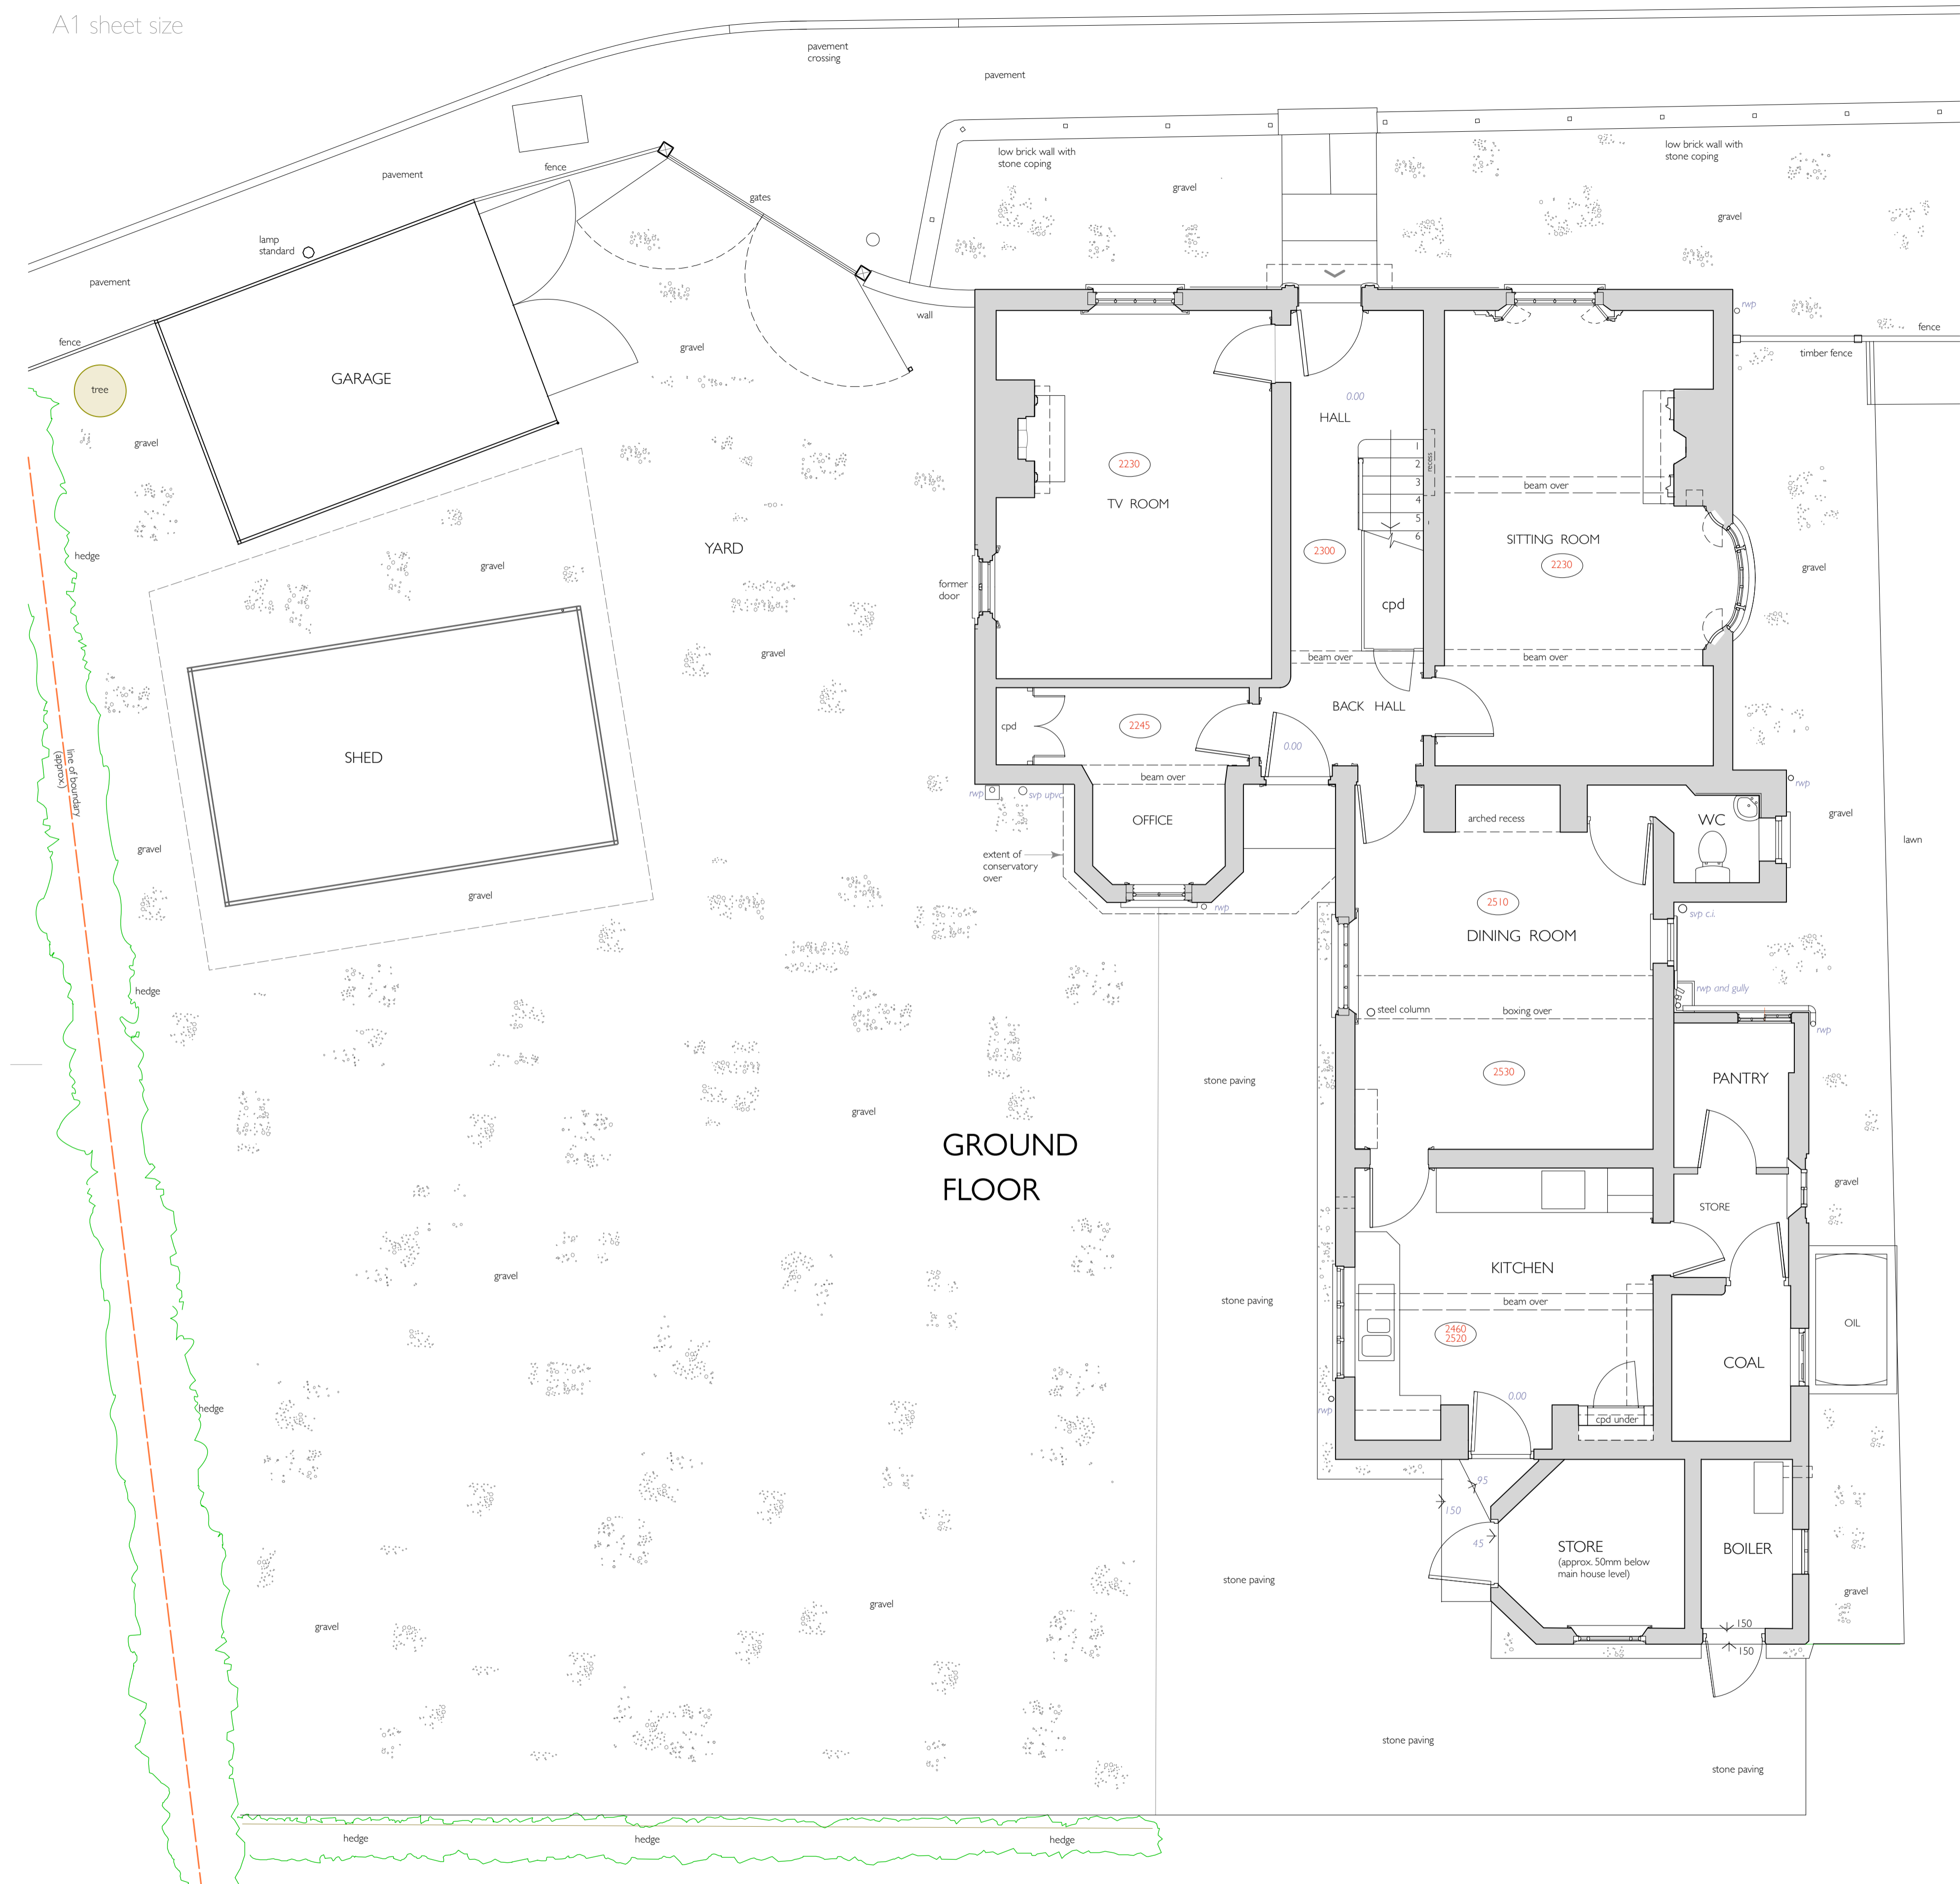 A1 sheet size
pavement
crossing
pavement
low brick wall with
stone coping
low brick wall with
stone coping
fence
pavement
gravel
gates
gravel
lamp
standard
pavement
rwp
wall
fence
fence
gravel
timber fence
GARAGE
tree
0.00
HALL
gravel
1
2
3
4
5
6
recess
2230
TV ROOM
beam over
SITTING ROOM
2230
YARD
2300
hedge
gravel
gravel
former
door
cpd
gravel
beam over
beam over
BACK HALL
cpd
2245
0.00
SHED
line of boundary
(approx.)
beam over
rwp
svp upvc
rwp
OFFICE
arched recess
WC
gravel
lawn
gravel
extent of
conservatory
over
gravel
rwp
2510
svp c.i.
DINING ROOM
hedge
rwp and gully
steel column
boxing over
rwp
2530
PANTRY
stone paving
gravel
GROUND
FLOOR
gravel
STORE
KITCHEN
gravel
stone paving
beam over
2460
2520
OIL
COAL
hedge
rwp
0.00
cpd under
95
150
45
STORE
(approx. 50mm below
main house level)
BOILER
stone paving
gravel
gravel
gravel
150
150
stone paving
stone paving
hedge
hedge
hedge